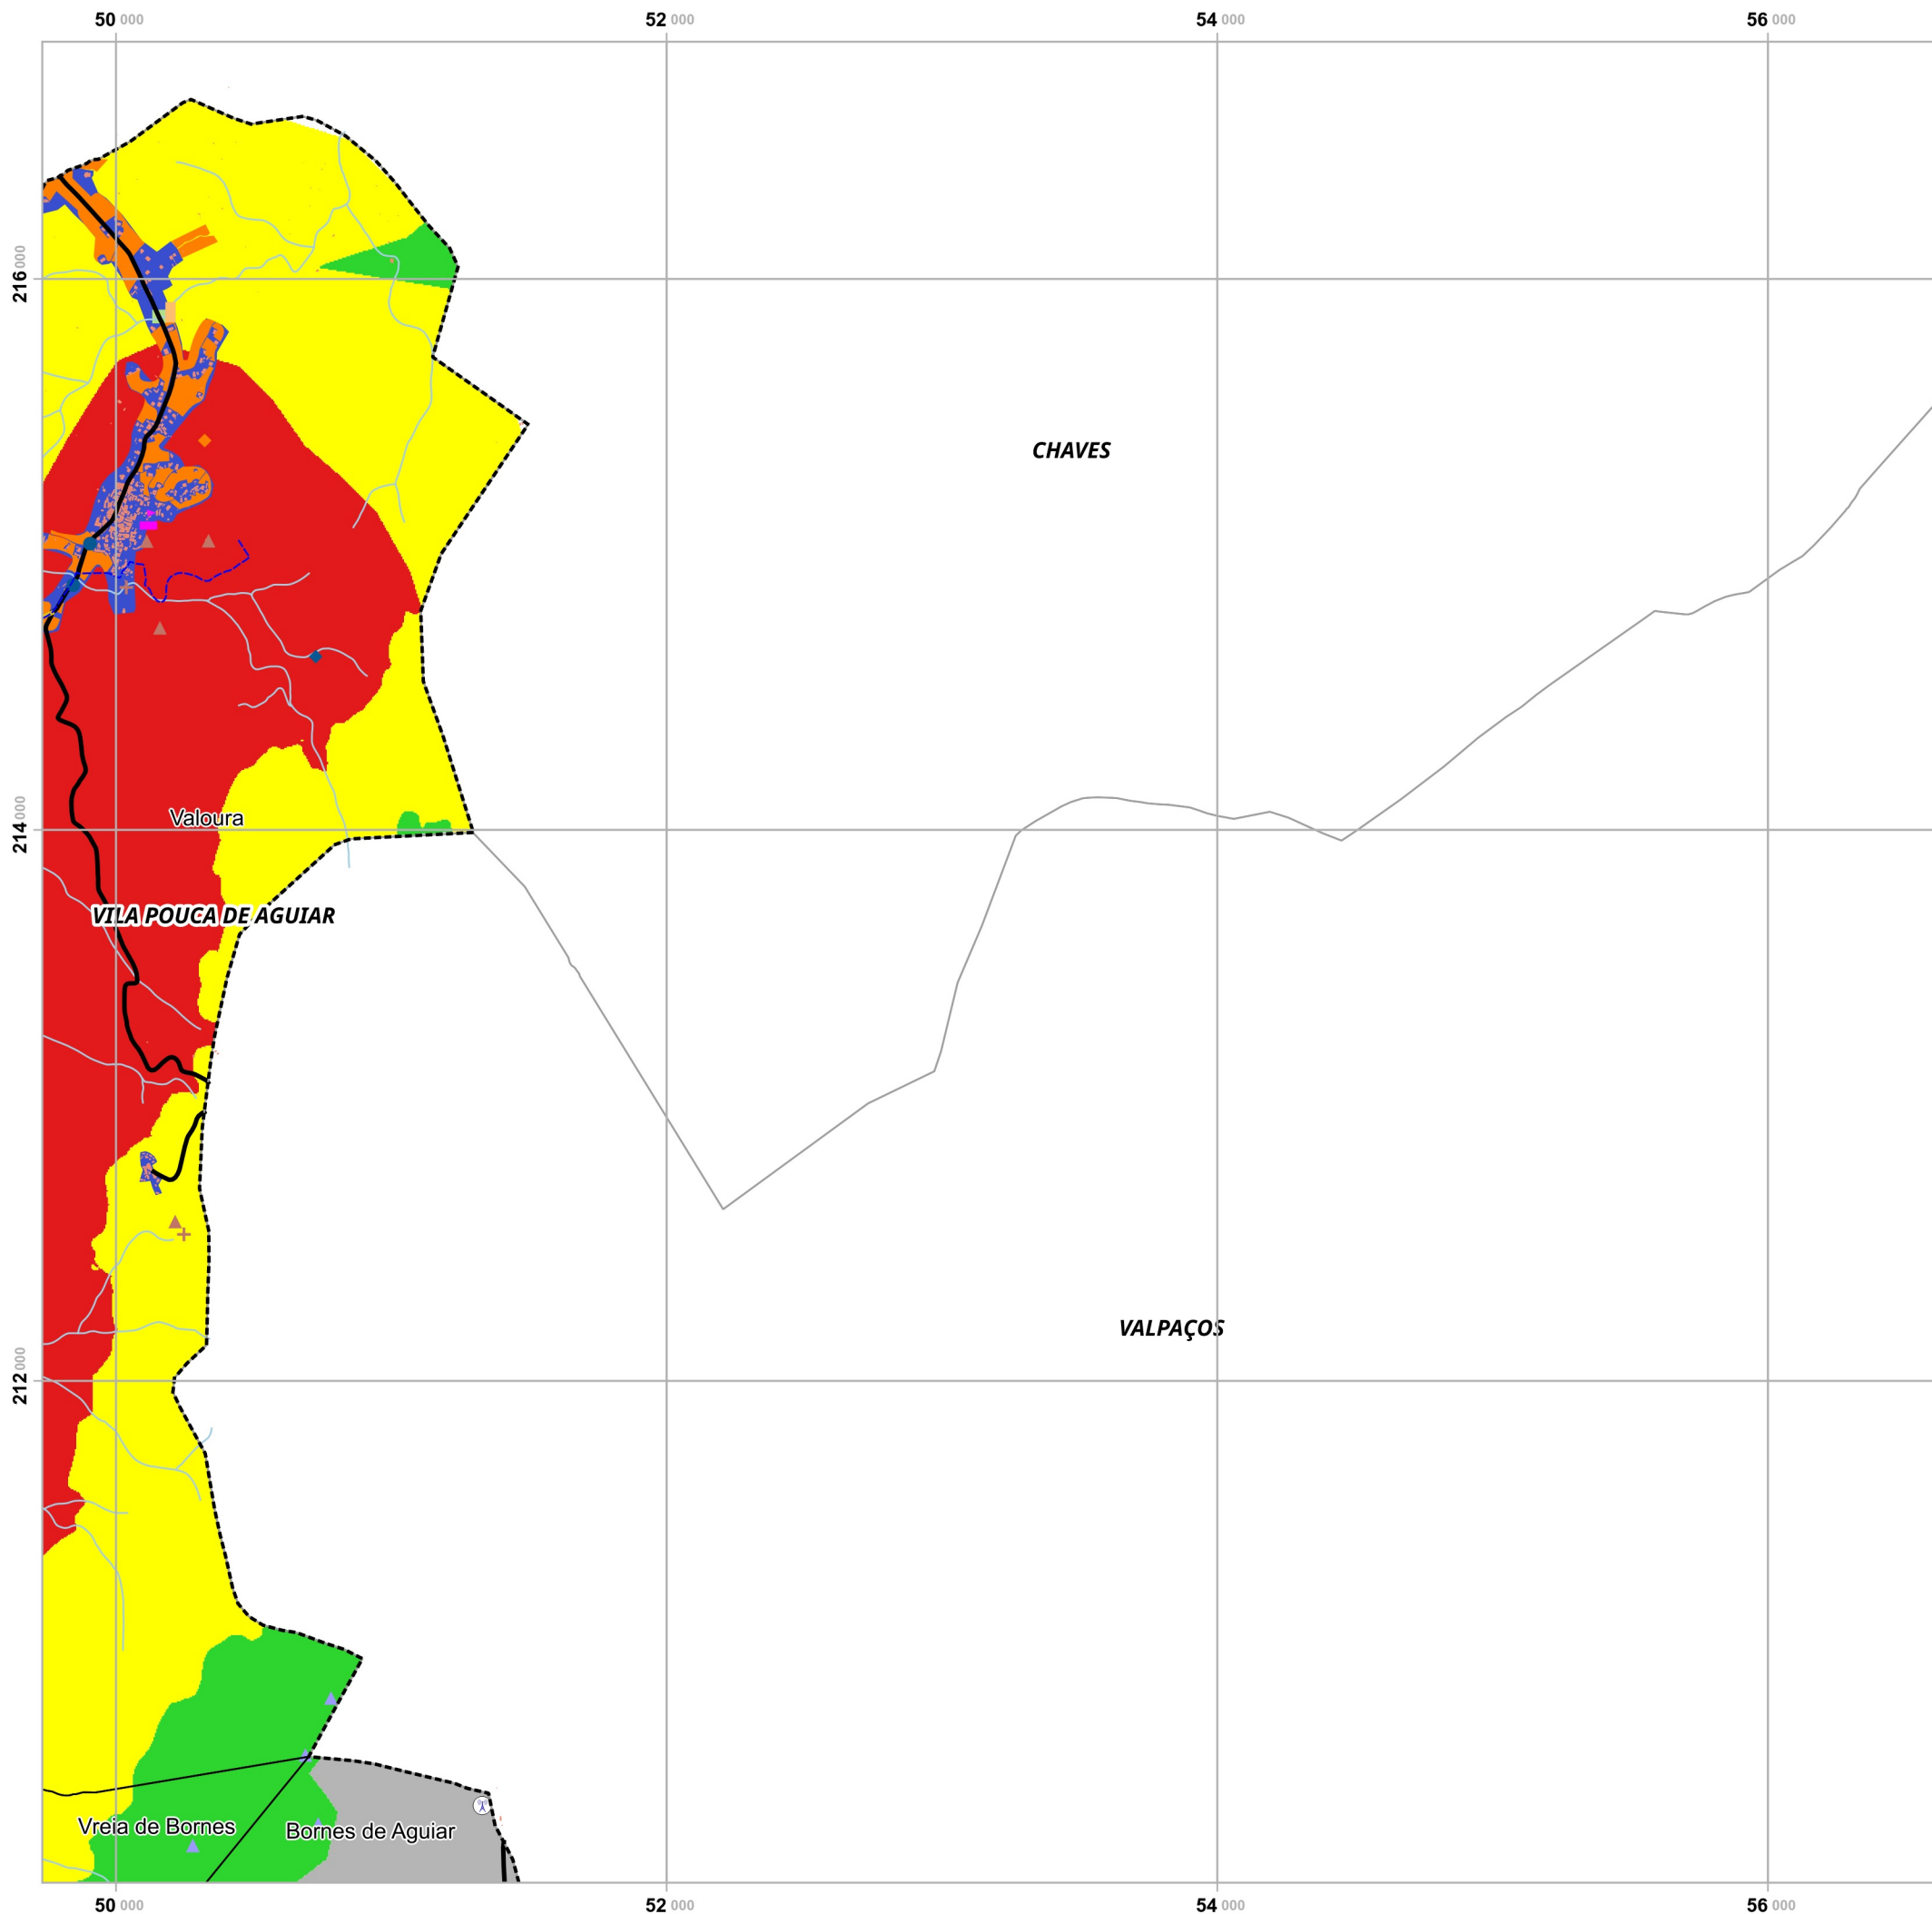 50 000 52 000 54 000 56 000
216 000
CHAVES
214 000
Valoura
VILA POUCA DE AGUIAR
VALPAÇOS
212 000
Vreia de Bornes
Bornes de Aguiar
50 000 52 000 54 000 56 000